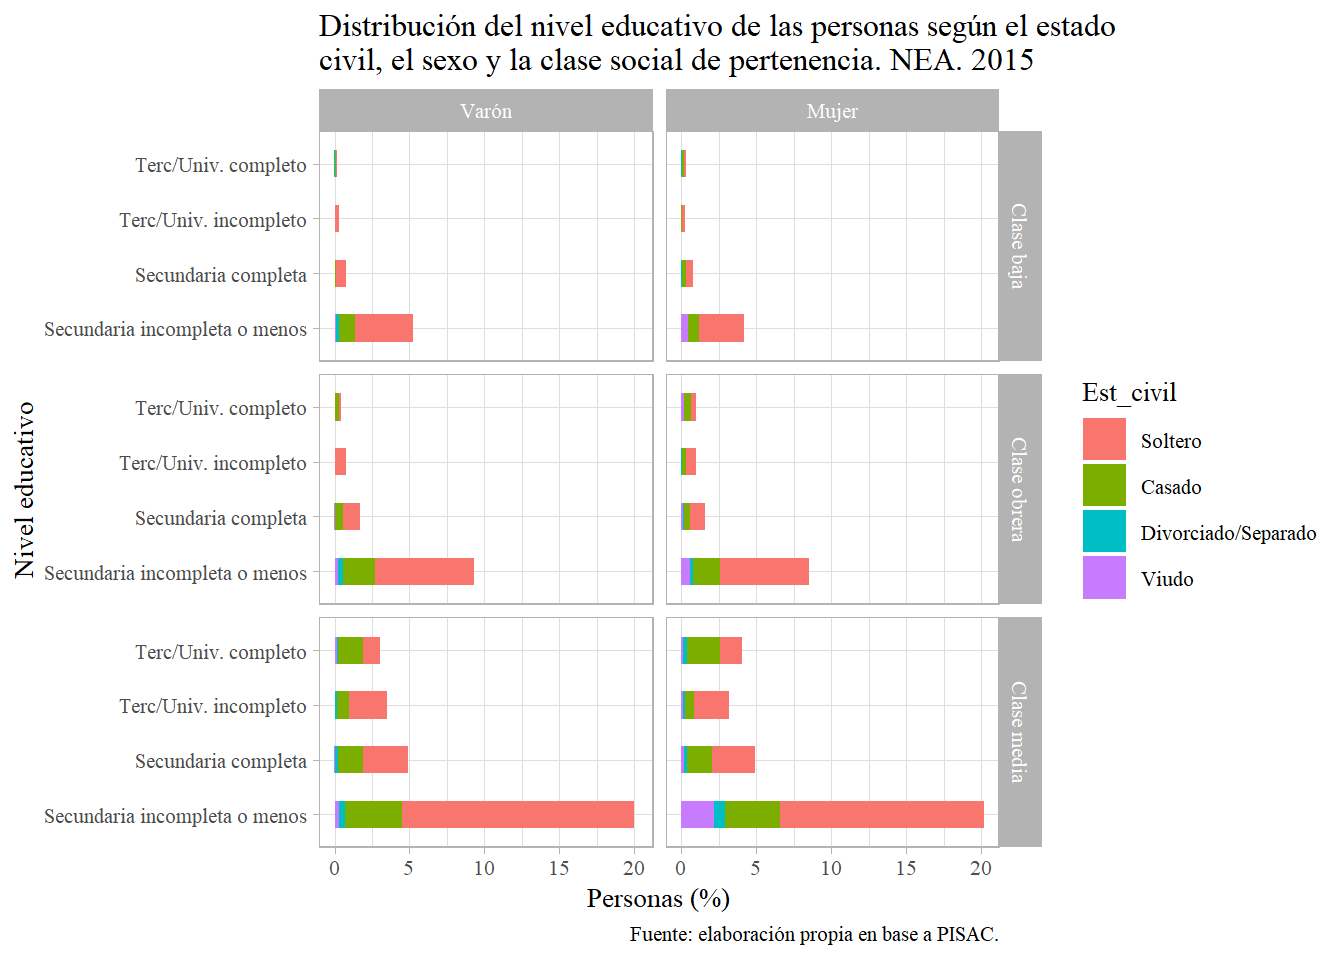 Distribución del nivel educativo de las personas según el estado
civil, el sexo y la clase social de pertenencia. NEA. 2015
Varón
Mujer
Terc/Univ. completo
Terc/Univ. incompleto
Secundaria completa
Secundaria incompleta o menos
Clase baja
Terc/Univ. completo
Terc/Univ. incompleto
Secundaria completa
Secundaria incompleta o menos
Clase obrera
Terc/Univ. completo
Terc/Univ. incompleto
Secundaria completa
Secundaria incompleta o menos
Clase media
Nivel educativo
0 5 10 15 20
0 5 10 15 20
Personas (%)
Est_civil
Soltero
Casado
Divorciado/Separado
Viudo
Fuente: elaboración propia en base a PISAC.